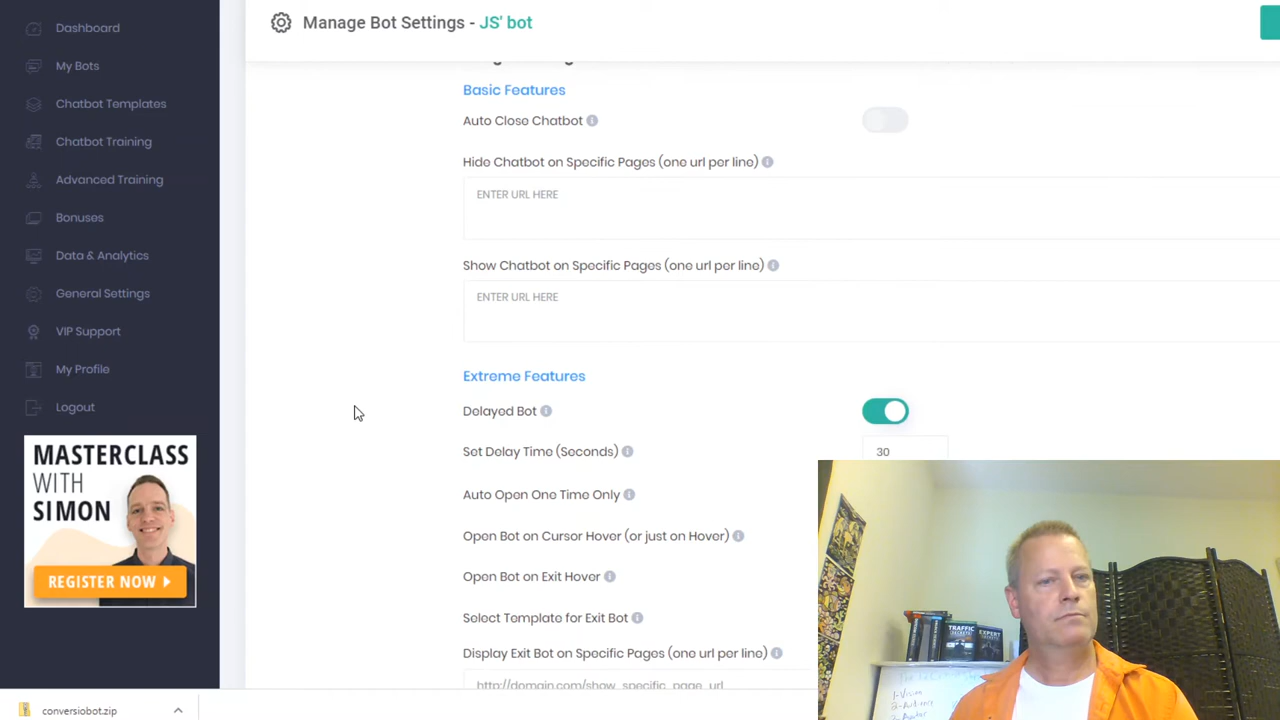 Dashboard
My Bots
Chatbot Templates
Chatbot Training
Advanced Training
Bonuses
Data & Analytics
General Settings
VIP Support
My Profile
Logout
MASTERCLASS
WITH
SIMON
REGISTER NOW
conversiobot.zip
Manage Bot Settings - JS' bot
Basic Features
Auto Close Chatbot
Hide Chatbot on Specific Pages (one url per line)
ENTER URL HERE
Show Chatbot on Specific Pages (one url per line)
ENTER URL HERE
Extreme Features
Delayed Bot
Set Delay Time (Seconds)
30
Auto Open One Time Only
Open Bot on Cursor Hover (or just on Hover)
Open Bot on Exit Hover
Select Template for Exit Bot
Display Exit Bot on Specific Pages (one url per line)
http://domain.com/show_specific_page_url
TRAFFIC
SECRETS
EXPERT
SECRETS